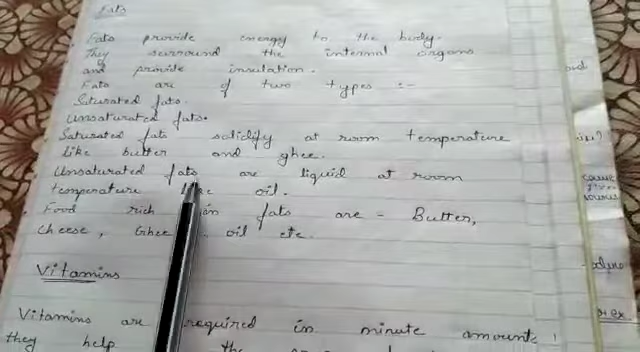 Fats
Fats provide energy to the body.
They surround the internal organs
and provide insulation.
Fats are of two types :-
Saturated fats.
Unsaturated fats.
Saturated fats solidify at room temperature
like butter and ghee.
Unsaturated fats are liquid at room
temperature oil.
Food rich fats are - Butter,
cheese, Ghee, oil etc.
Vitamins
Vitamins are required in minute amounts
they help the